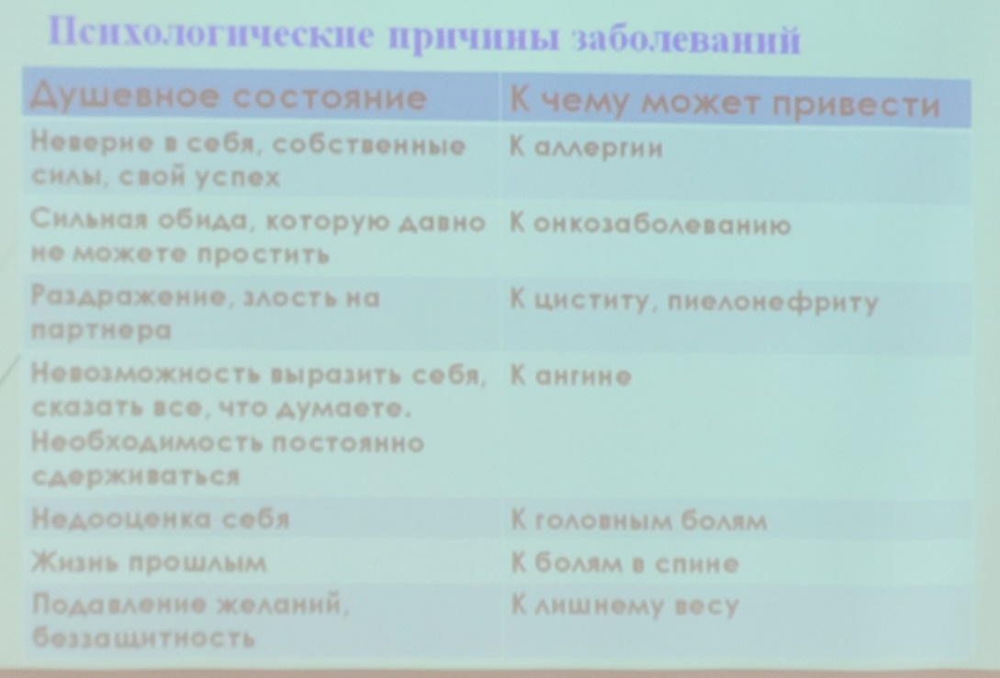 Психологические причины заболеваний
Душевное состояние К чему может привести
Неверие в себя, собственные К аллергии
силы, свой успех
Сильная обида, которую давно К онкозаболеванию
не можете простить
Раздражение, злость на К циститу, пиелонефриту
партнера
Невозможность выразить себя, К ангине
сказать все, что думаете.
Необходимость постоянно
сдерживаться
Недооценка себя К головным болям
Жизнь прошлым К болям в спине
Подавление желаний, К лишнему весу
беззащитность